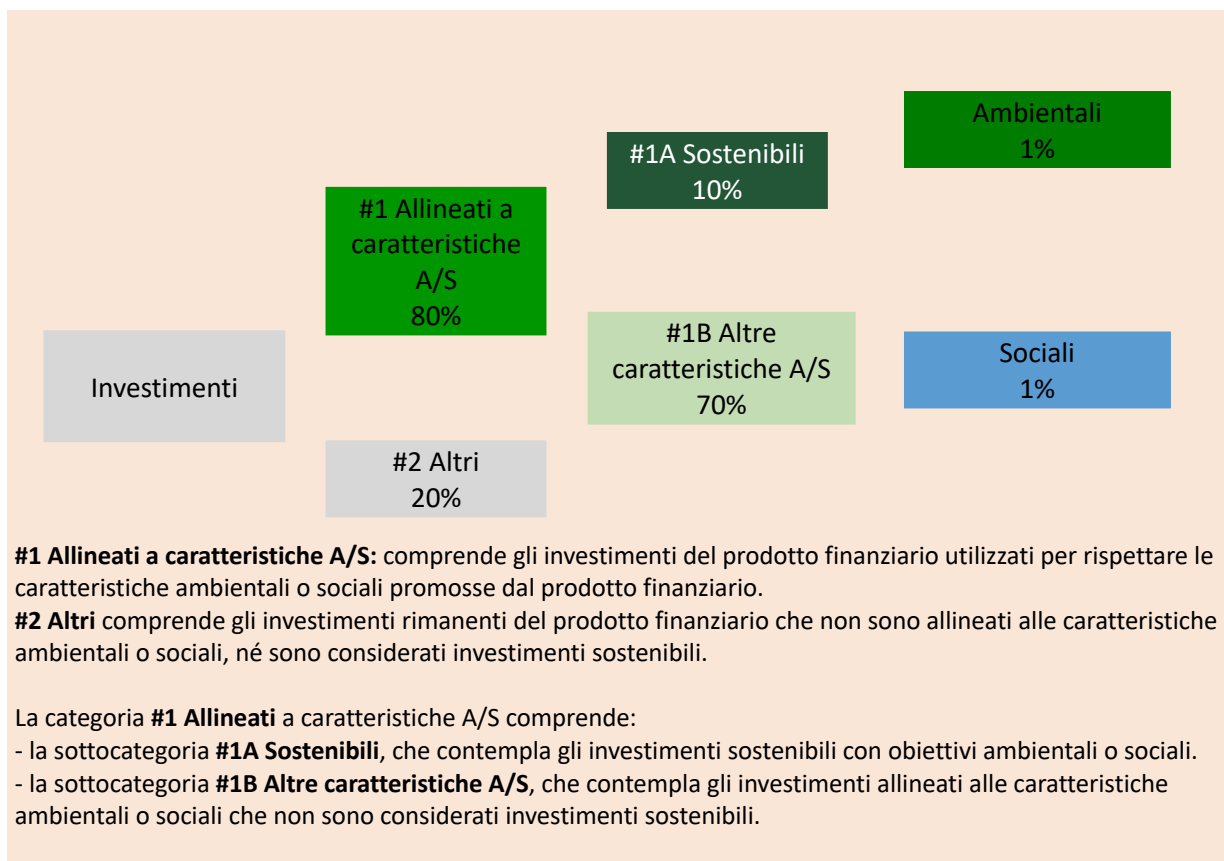 Ambientali
1%
#1A Sostenibili
10%
#1 Allineati a
caratteristiche
A/S
80%
#1B Altre
caratteristiche A/S
70%
Sociali
1%
Investimenti
#2 Altri
20%
#1 Allineati a caratteristiche A/S: comprende gli investimenti del prodotto finanziario utilizzati per rispettare le
caratteristiche ambientali o sociali promosse dal prodotto finanziario.
#2 Altri comprende gli investimenti rimanenti del prodotto finanziario che non sono allineati alle caratteristiche
ambientali o sociali, né sono considerati investimenti sostenibili.
La categoria #1 Allineati a caratteristiche A/S comprende:
- la sottocategoria #1A Sostenibili, che contempla gli investimenti sostenibili con obiettivi ambientali o sociali.
- la sottocategoria #1B Altre caratteristiche A/S, che contempla gli investimenti allineati alle caratteristiche
ambientali o sociali che non sono considerati investimenti sostenibili.